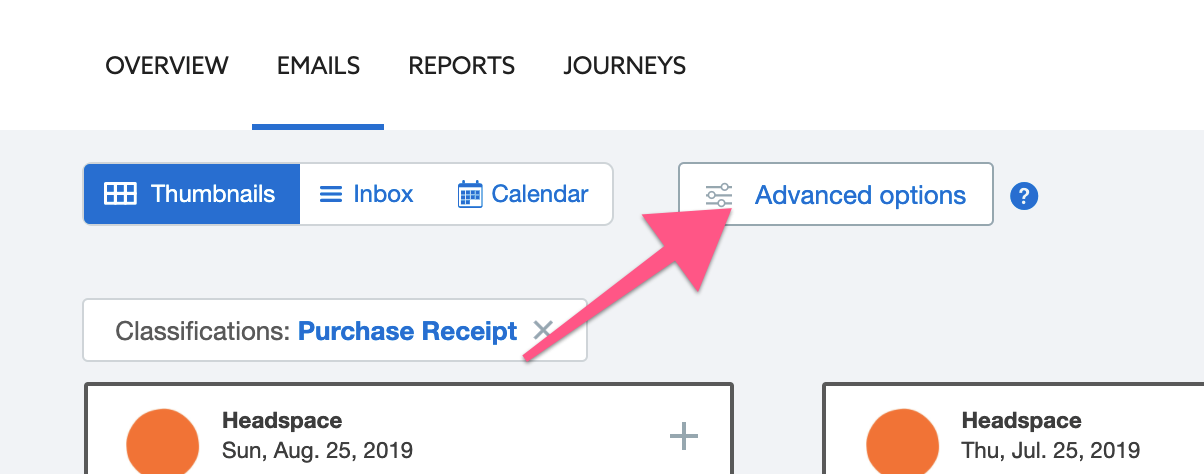 OVERVIEW EMAILS REPORTS JOURNEYS
Thumbnails Inbox Calendar Advanced options ?
Classifications: Purchase Receipt
Headspace
Sun, Aug. 25, 2019
Headspace
Thu, Jul. 25, 2019